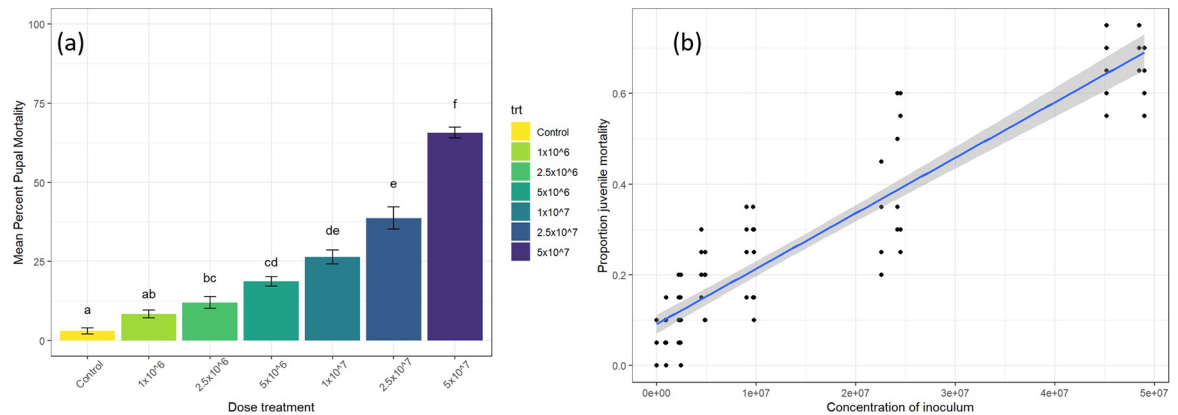 (a)
Mean Percent Pupal Mortality
100
75
50
25
0
a
ab
bc
cd
de
e
f
Control
1x10^6
2.5x10^6
5x10^6
1x10^7
2.5x10^7
5x10^7
Dose treatment
trt
Control
1x10^6
2.5x10^6
5x10^6
1x10^7
2.5x10^7
5x10^7
(b)
Proportion juvenile mortality
0.6
0.4
0.2
0.0
0e+00
1e+07
2e+07
3e+07
4e+07
5e+07
Concentration of inoculum